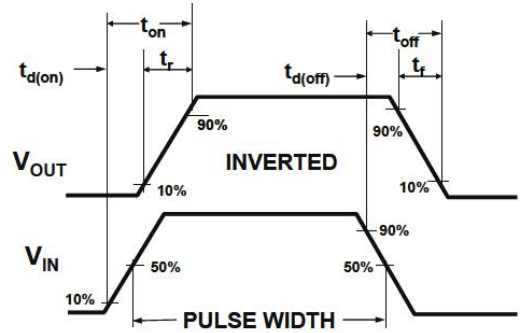 t_on
t_off
t_d(on)
t_r
t_d(off)
t_f
90%
90%
V_OUT
INVERTED
10%
10%
90%
V_IN
50%
50%
10%
PULSE WIDTH